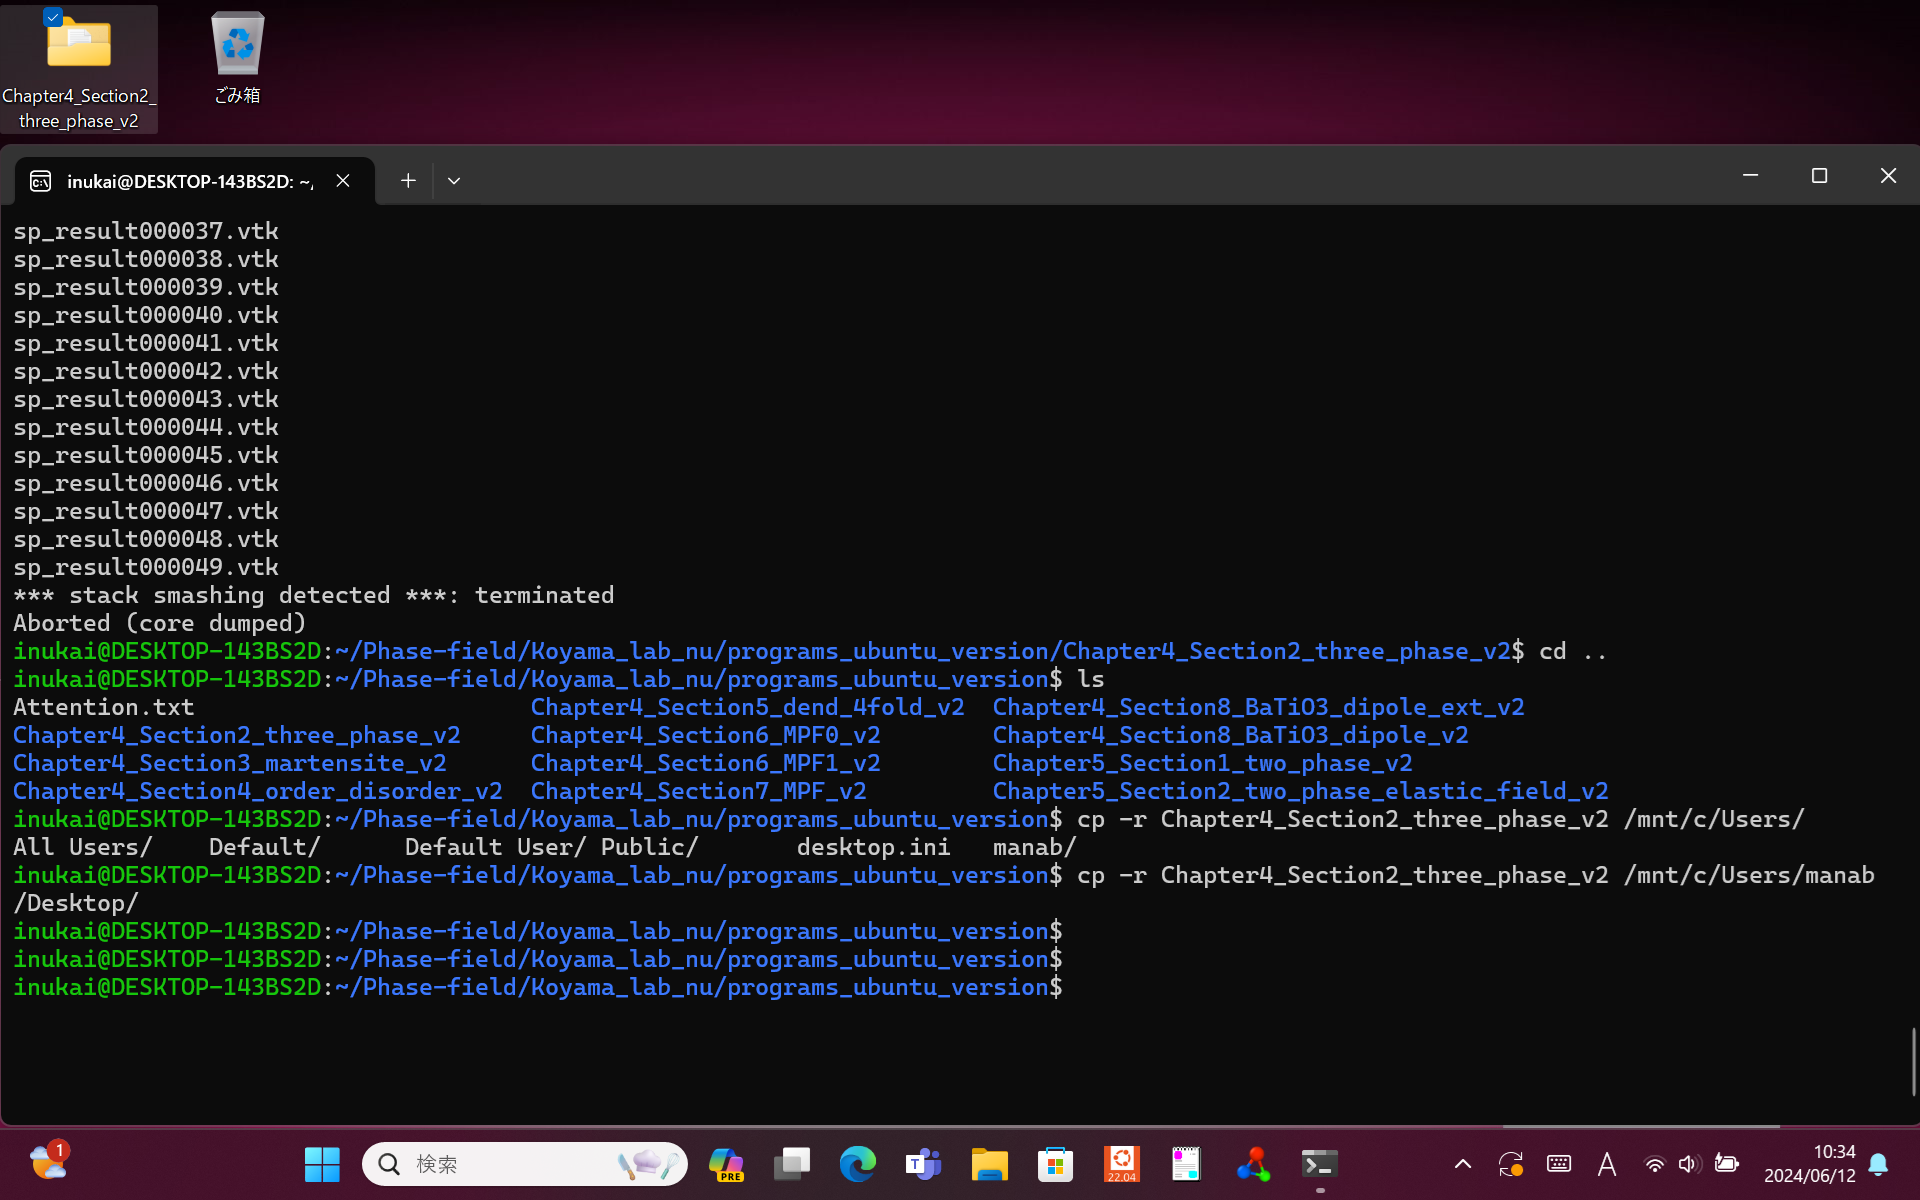 Chapter4_Section2_
three_phase_v2
ごみ箱
inukai@DESKTOP-143BS2D: ~,
sp_result000037.vtk
sp_result000038.vtk
sp_result000039.vtk
sp_result000040.vtk
sp_result000041.vtk
sp_result000042.vtk
sp_result000043.vtk
sp_result000044.vtk
sp_result000045.vtk
sp_result000046.vtk
sp_result000047.vtk
sp_result000048.vtk
sp_result000049.vtk
*** stack smashing detected ***: terminated
Aborted (core dumped)
inukai@DESKTOP-143BS2D:~/Phase-field/Koyama_lab_nu/programs_ubuntu_version/Chapter4_Section2_three_phase_v2$ cd ..
inukai@DESKTOP-143BS2D:~/Phase-field/Koyama_lab_nu/programs_ubuntu_version$ ls
Attention.txt Chapter4_Section5_dend_4fold_v2 Chapter4_Section8_BaTiO3_dipole_ext_v2
Chapter4_Section2_three_phase_v2 Chapter4_Section6_MPF0_v2 Chapter4_Section8_BaTiO3_dipole_v2
Chapter4_Section3_martensite_v2 Chapter4_Section6_MPF1_v2 Chapter5_Section1_two_phase_v2
Chapter4_Section4_order_disorder_v2 Chapter4_Section7_MPF_v2 Chapter5_Section2_two_phase_elastic_field_v2
inukai@DESKTOP-143BS2D:~/Phase-field/Koyama_lab_nu/programs_ubuntu_version$ cp -r Chapter4_Section2_three_phase_v2 /mnt/c/Users/
All Users/ Default/ Default User/ Public/ desktop.ini manab/
inukai@DESKTOP-143BS2D:~/Phase-field/Koyama_lab_nu/programs_ubuntu_version$ cp -r Chapter4_Section2_three_phase_v2 /mnt/c/Users/manab
/Desktop/
inukai@DESKTOP-143BS2D:~/Phase-field/Koyama_lab_nu/programs_ubuntu_version$
inukai@DESKTOP-143BS2D:~/Phase-field/Koyama_lab_nu/programs_ubuntu_version$
inukai@DESKTOP-143BS2D:~/Phase-field/Koyama_lab_nu/programs_ubuntu_version$
1
検索
PRE
T
22.04
A
10:34
2024/06/12